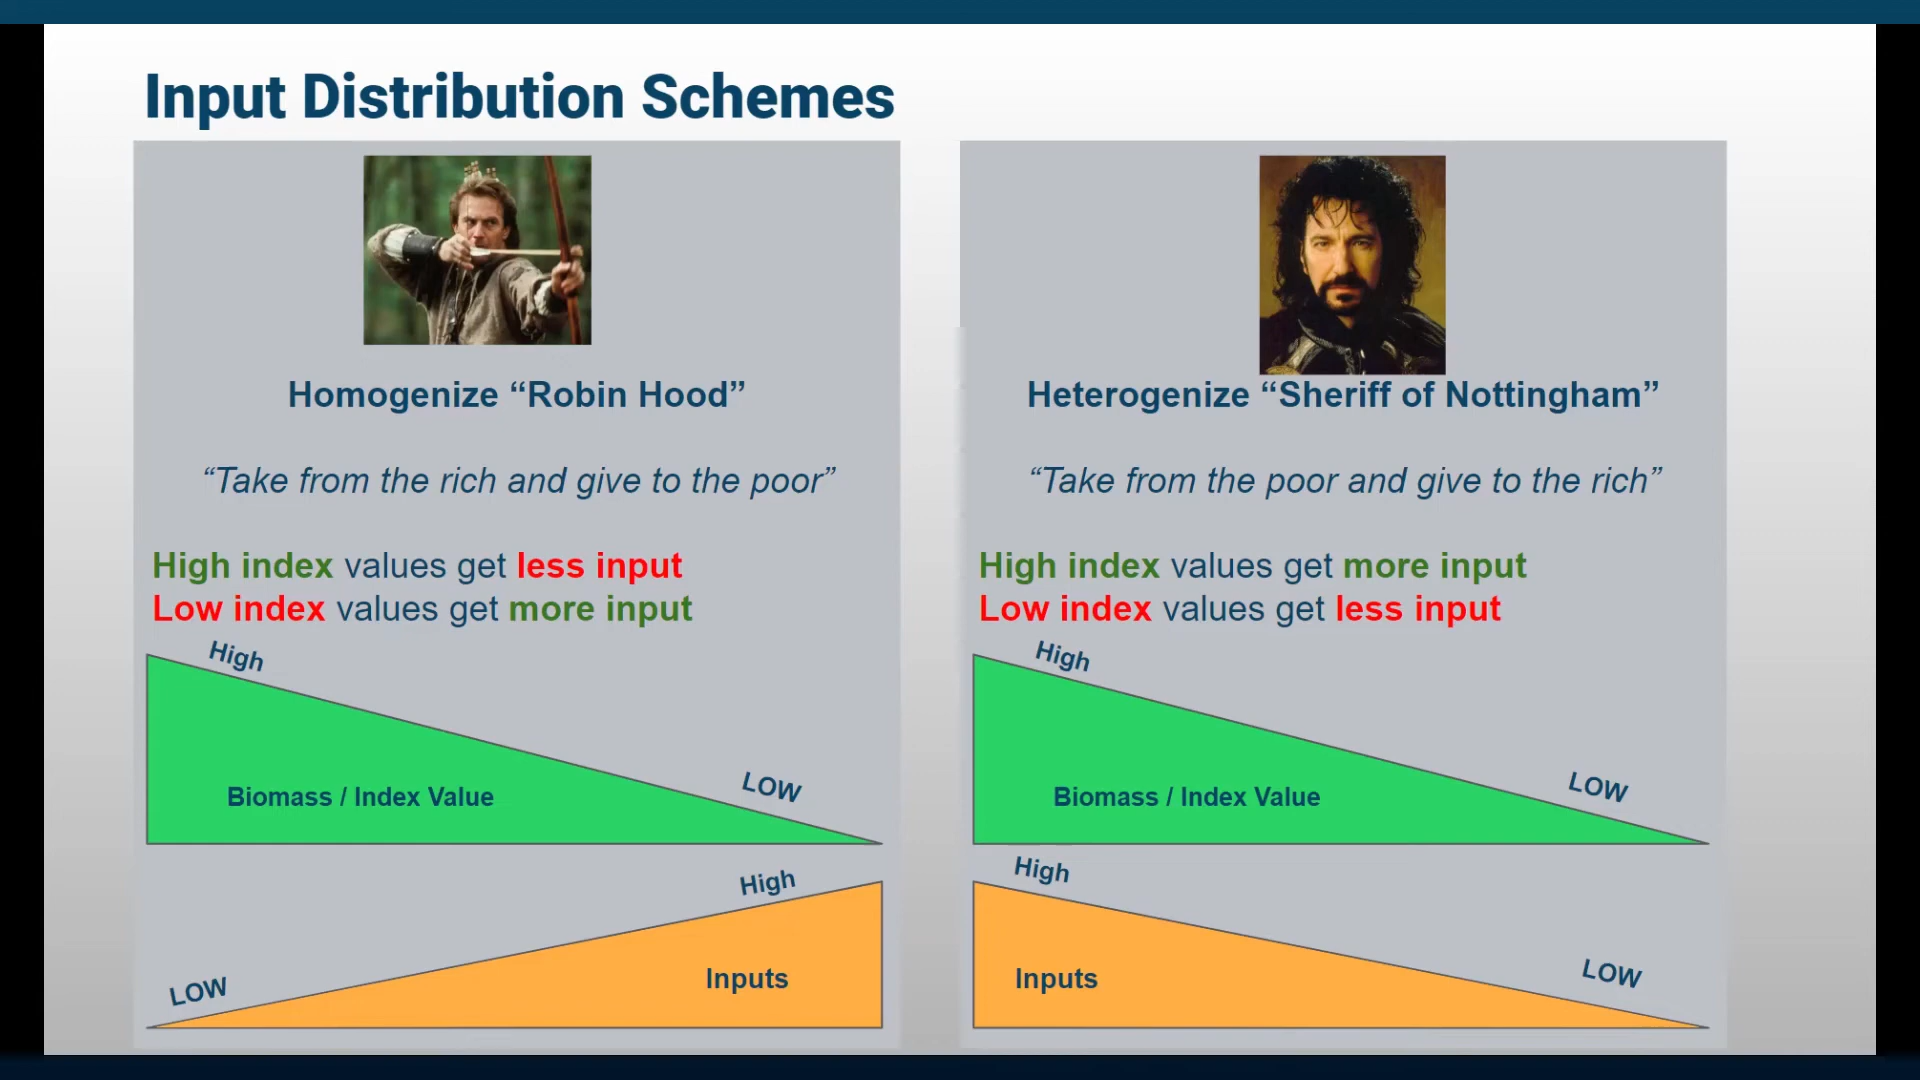 Input Distribution Schemes
Homogenize “Robin Hood”
“Take from the rich and give to the poor”
High index values get less input
Low index values get more input
High
LOW
Biomass / Index Value
High
LOW
Inputs
Heterogenize “Sheriff of Nottingham”
“Take from the poor and give to the rich”
High index values get more input
Low index values get less input
High
LOW
Biomass / Index Value
High
LOW
Inputs